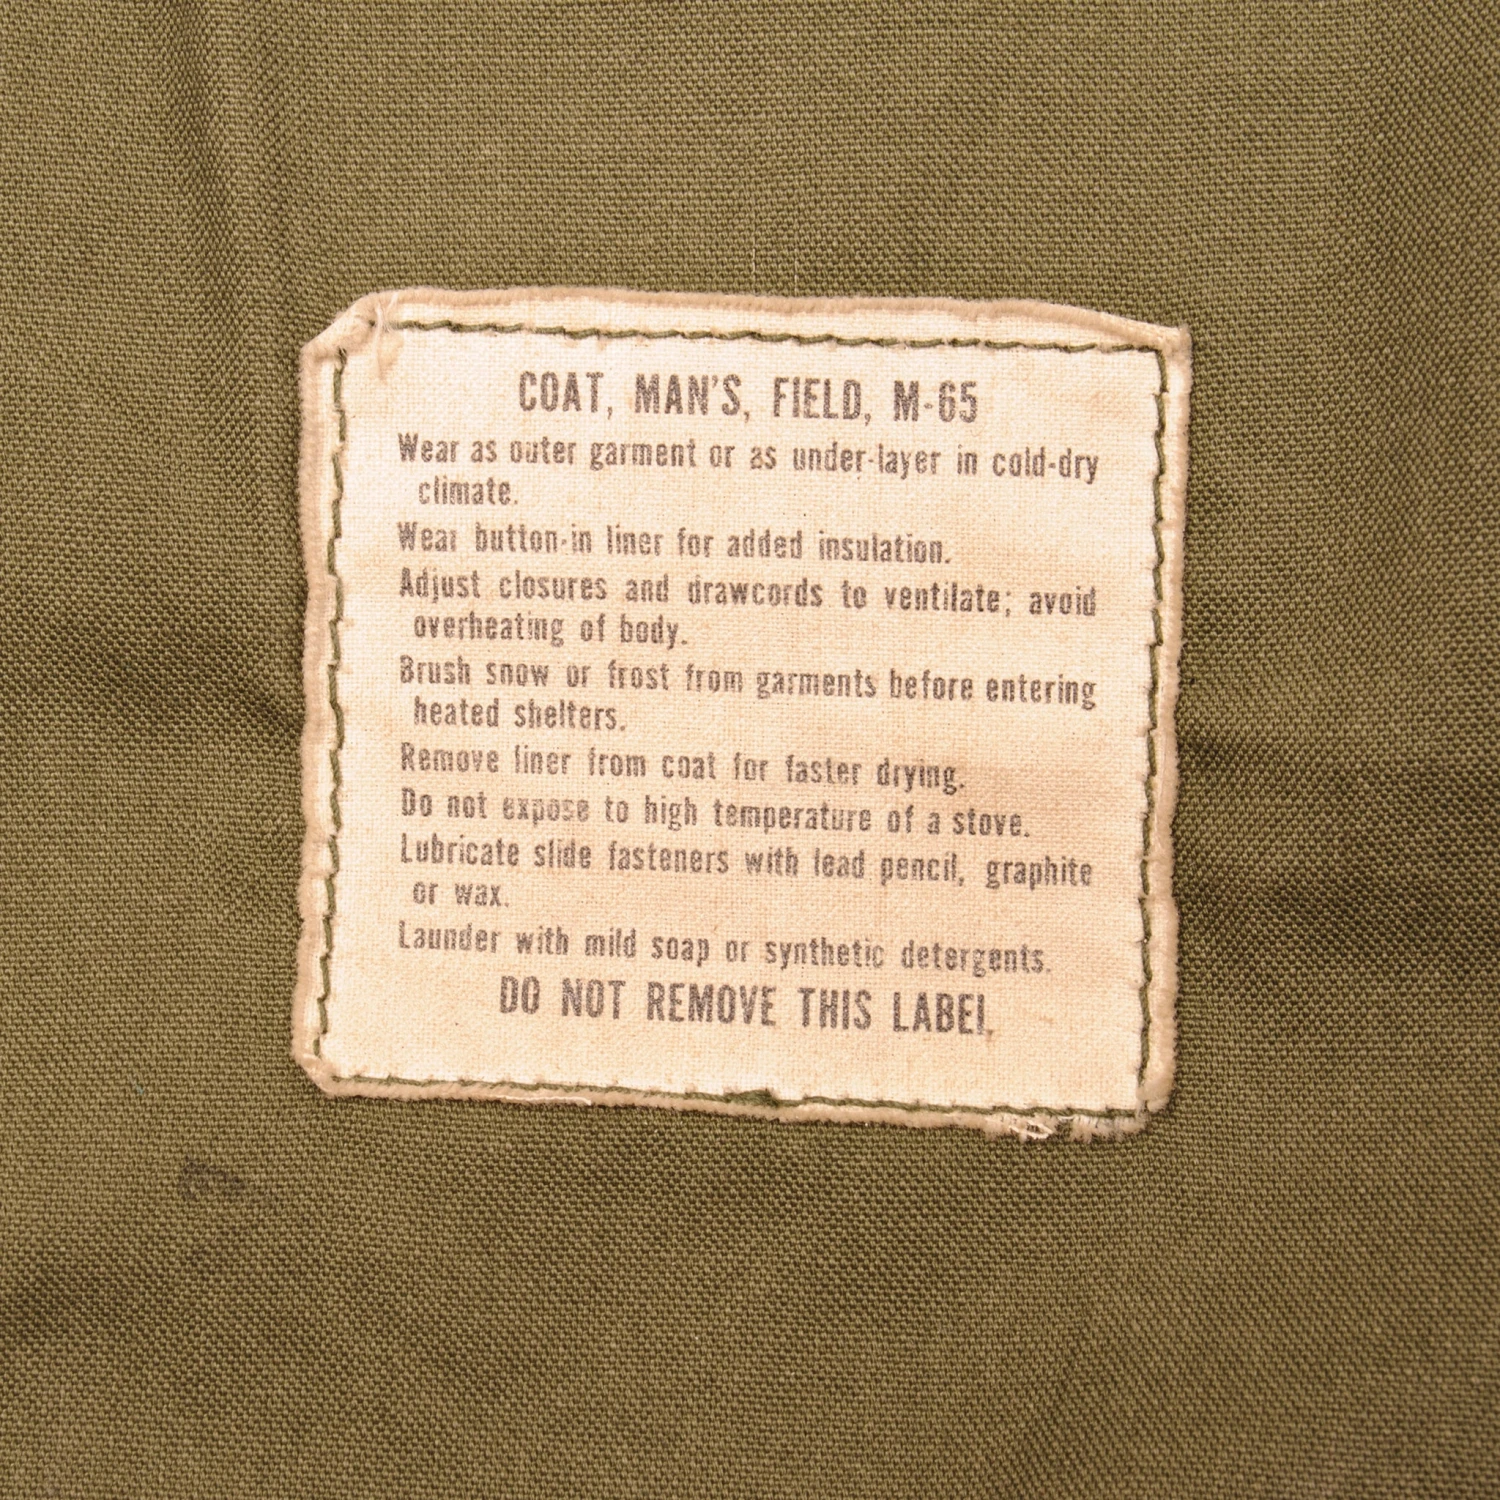 COAT, MAN'S, FIELD, M-65
Wear as outer garment or as under-layer in cold-dry
climate.
Wear button-in liner for added insulation.
Adjust closures and drawcords to ventilate; avoid
overheating of body.
Brush snow or frost from garments before entering
heated shelters.
Remove liner from coat for faster drying.
Do not expose to high temperature of a stove.
Lubricate slide fasteners with lead pencil, graphite
or wax.
Launder with mild soap or synthetic detergents.
DO NOT REMOVE THIS LABEL.